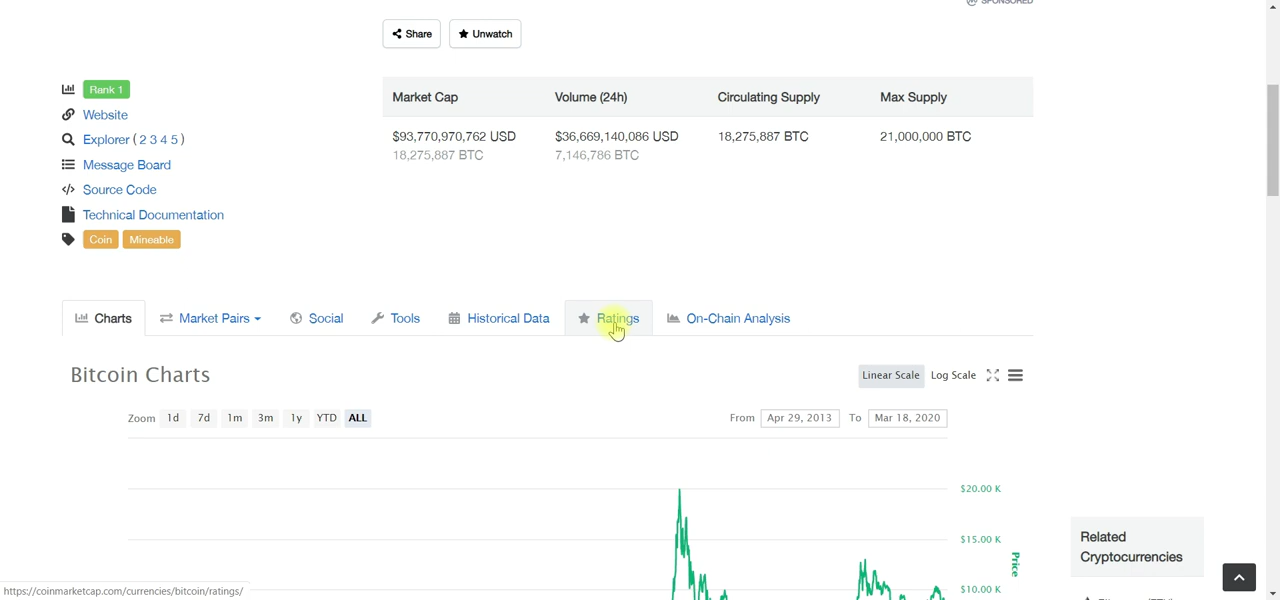 SPONSORED
Share
Unwatch
Rank 1
Website
Explorer ( 2 3 4 5 )
Message Board
Source Code
Technical Documentation
Coin Mineable
Market Cap Volume (24h) Circulating Supply Max Supply
$93,770,970,762 USD $36,669,140,086 USD 18,275,887 BTC 21,000,000 BTC
18,275,887 BTC 7,146,786 BTC
Charts Market Pairs Social Tools Historical Data Ratings On-Chain Analysis
Bitcoin Charts
Linear Scale Log Scale
Zoom 1d 7d 1m 3m 1y YTD ALL
From Apr 29, 2013 To Mar 18, 2020
$20.00 K
$15.00 K
$10.00 K
Price
Related
Cryptocurrencies
https://coinmarketcap.com/currencies/bitcoin/ratings/